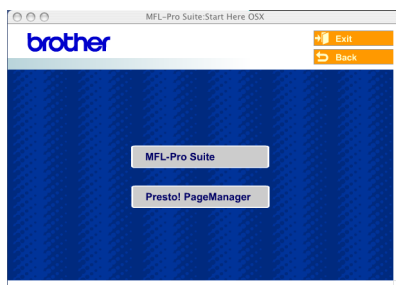 MFL-Pro Suite:Start Here OSX
brother
Exit
Back
MFL-Pro Suite
Presto! PageManager